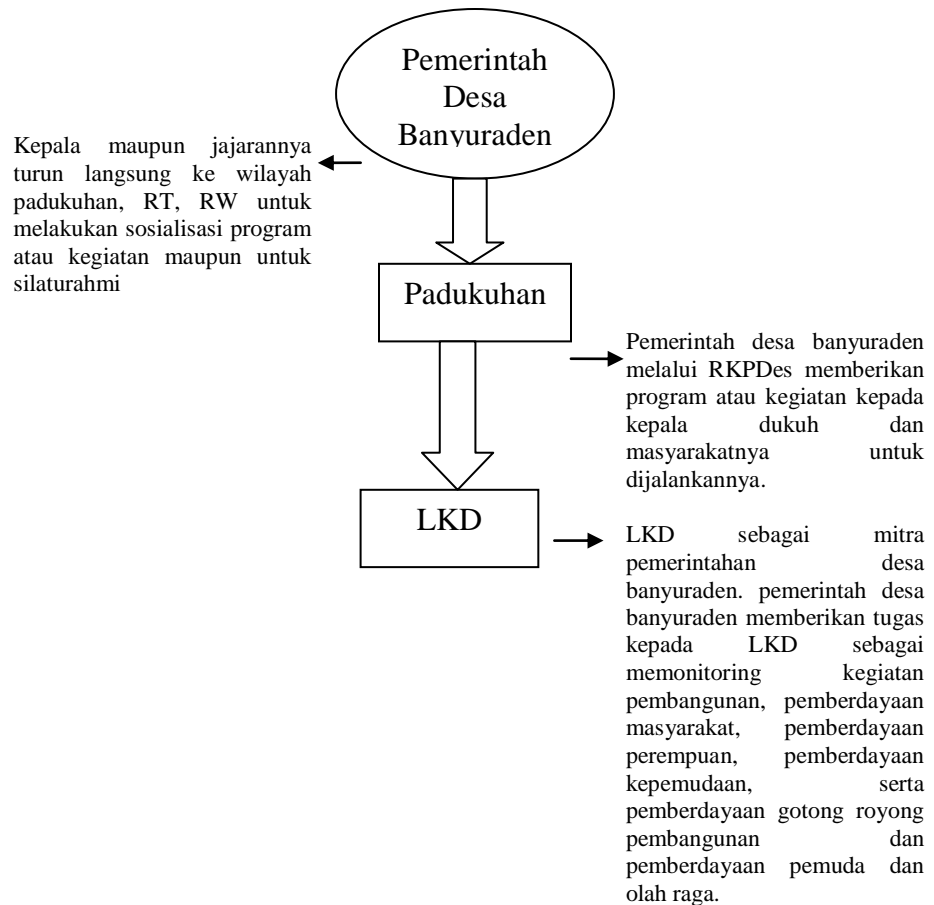 Pemerintah
Desa
Banyuraden
Kepala maupun jajarannya
turun langsung ke wilayah
padukuhan, RT, RW untuk
melakukan sosialisasi program
atau kegiatan maupun untuk
silaturahmi
Padukuhan
Pemerintah desa banyuraden
melalui RKPDes memberikan
program atau kegiatan kepada
kepala dukuh dan
masyarakatnya untuk
dijalankannya.
LKD
LKD sebagai mitra
pemerintahan desa
banyuraden. pemerintah desa
banyuraden memberikan tugas
kepada LKD sebagai
memonitoring kegiatan
pembangunan, pemberdayaan
masyarakat, pemberdayaan
perempuan, pemberdayaan
kepemudaan, serta
pemberdayaan gotong royong
pembangunan dan
pemberdayaan pemuda dan
olah raga.